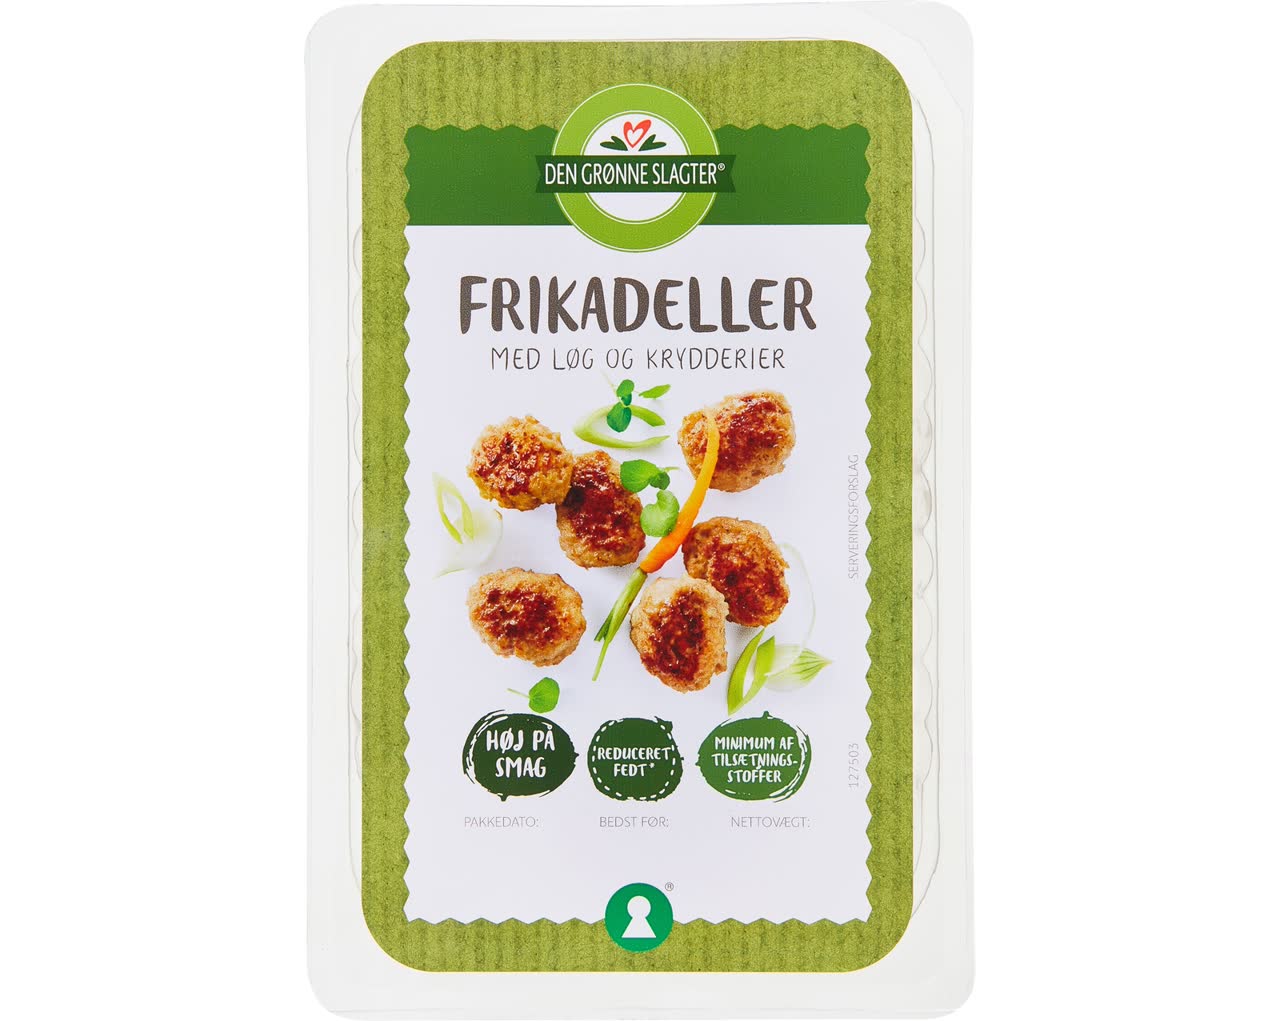 DEN GRØNNE SLAGTER®
FRIKADELLER
MED LØG OG KRYDDERIER
SERVERINGSFORSLAG
HØJ PÅ
SMAG
REDUCERET
FEDT*
MINIMUM AF
TILSÆTNINGS-
STOFFER
127503
PAKKEDATO:
BEDST FØR:
NETTOVÆGT:
®